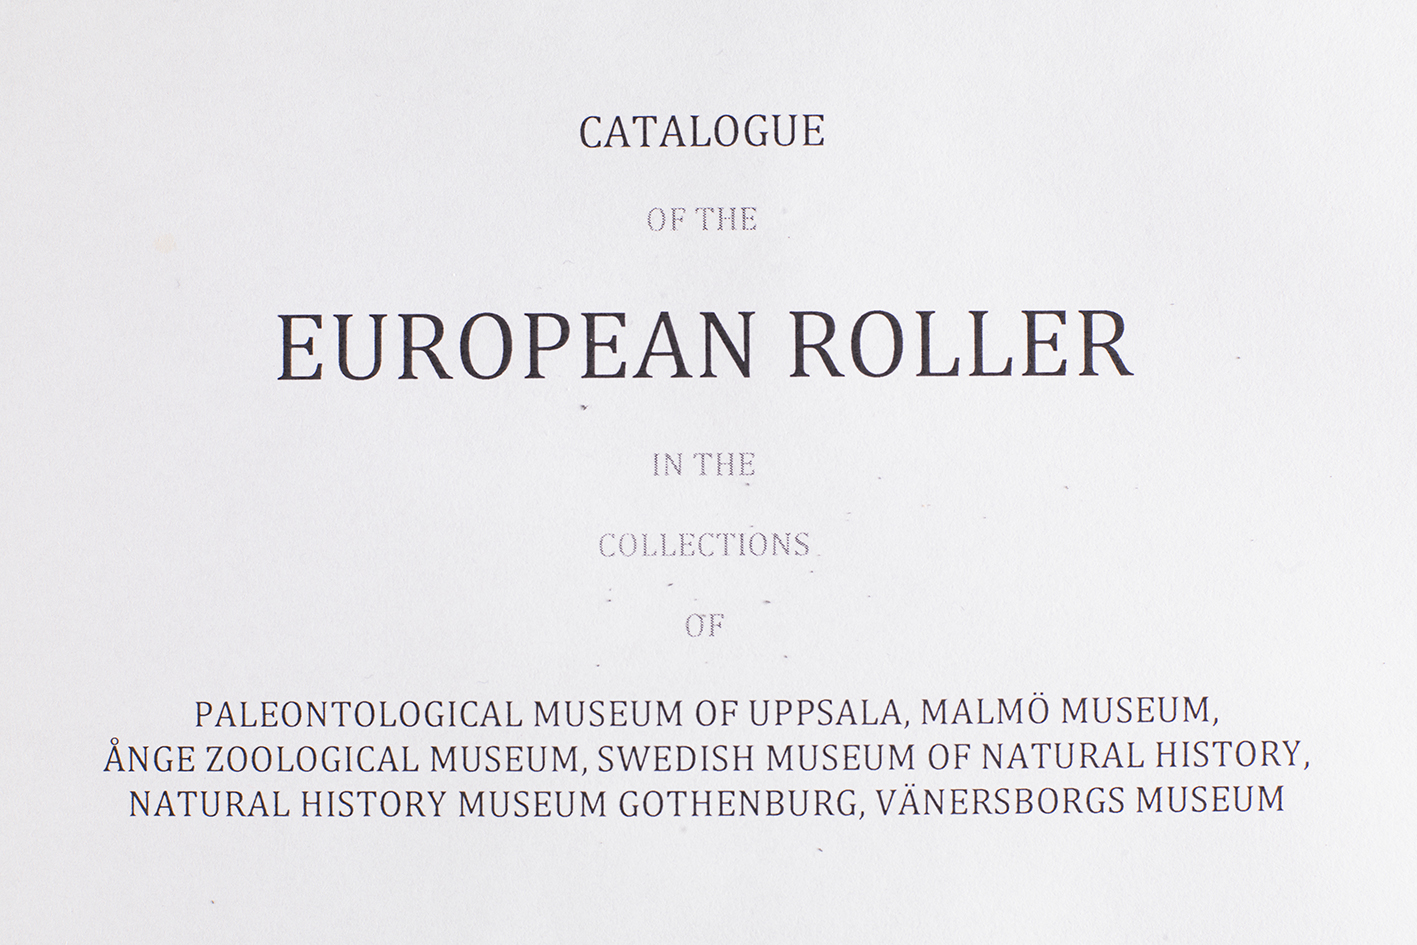 CATALOGUE
OF THE
EUROPEAN ROLLER
IN THE
COLLECTIONS
OF
PALEONTOLOGICAL MUSEUM OF UPPSALA, MALMÖ MUSEUM,
ÅNGE ZOOLOGICAL MUSEUM, SWEDISH MUSEUM OF NATURAL HISTORY,
NATURAL HISTORY MUSEUM GOTHENBURG, VÄNERSBORGS MUSEUM